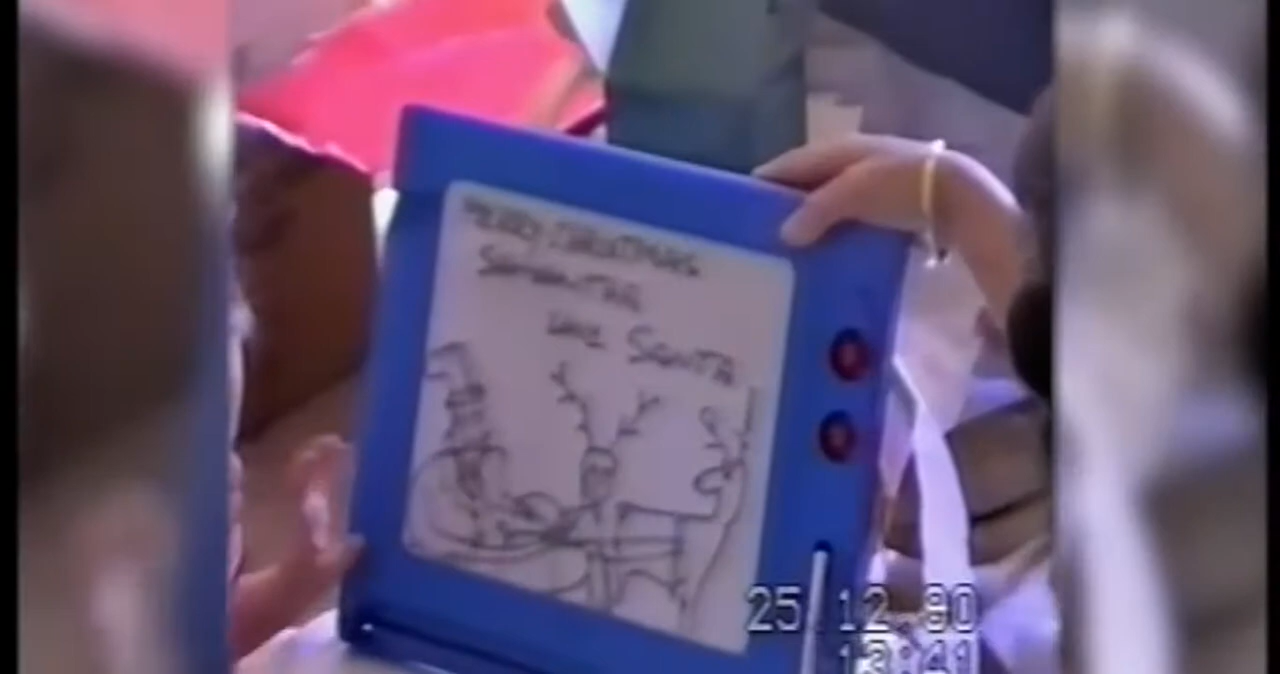 MERRY CHRISTMAS
SAMANTHA
LOVE SANTA
25.12.90
13:41